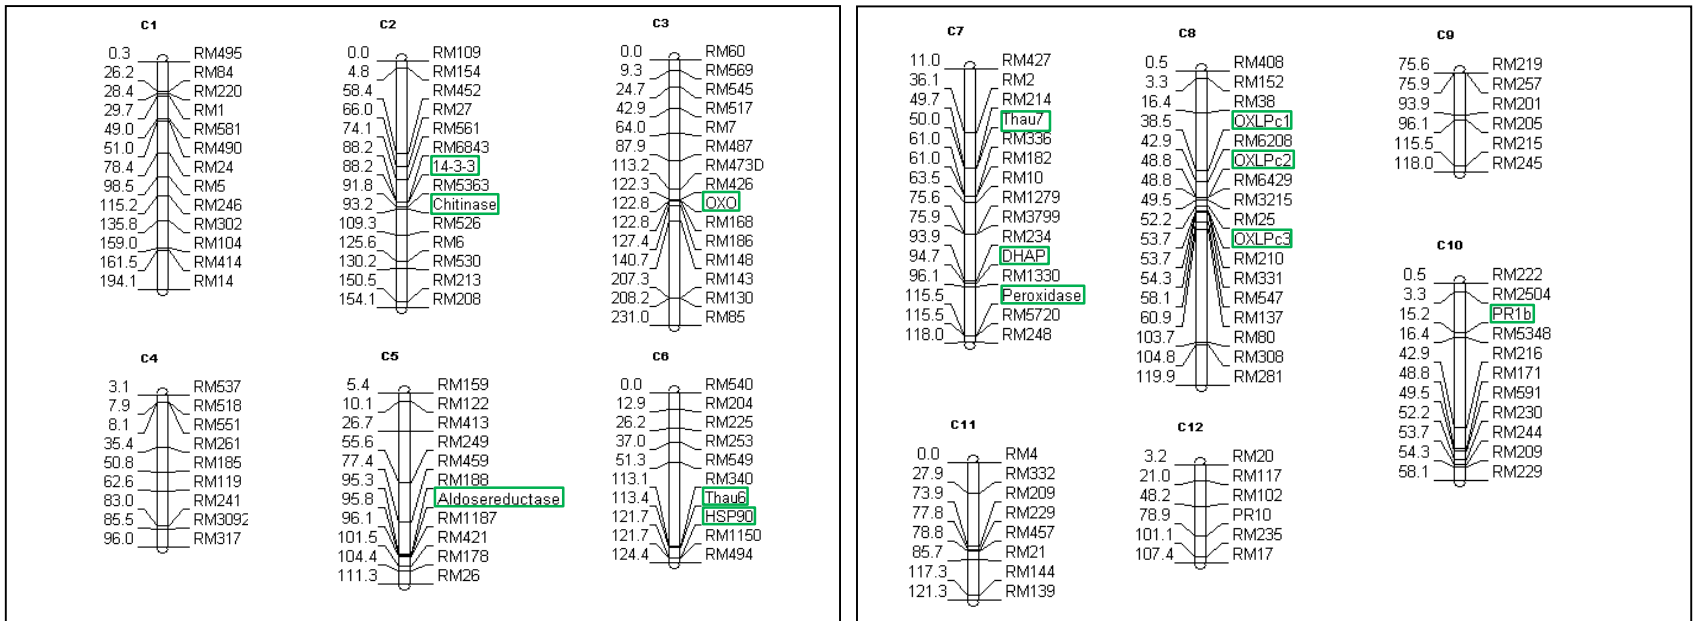 C1
0.3 RM495
26.2 RM84
28.4 RM220
29.7 RM1
49.0 RM581
51.0 RM490
78.4 RM24
98.5 RM5
115.2 RM246
135.8 RM302
159.0 RM104
161.5 RM414
194.1 RM14
C2
0.0 RM109
4.8 RM154
58.4 RM452
66.0 RM27
74.1 RM561
88.2 RM6843
88.2 14-3-3
91.8 RM5363
93.2 Chitinase
109.3 RM526
125.6 RM6
130.2 RM530
150.5 RM213
154.1 RM208
C3
0.0 RM60
9.3 RM569
24.7 RM545
42.9 RM517
64.0 RM7
87.9 RM487
113.2 RM473D
122.3 RM426
122.8 OXO
122.8 RM168
127.4 RM186
140.7 RM148
207.3 RM143
208.2 RM130
231.0 RM85
C4
3.1 RM537
7.9 RM518
8.1 RM551
35.4 RM261
50.8 RM185
62.6 RM119
83.0 RM241
85.5 RM3092
96.0 RM317
C5
5.4 RM159
10.1 RM122
26.7 RM413
55.6 RM249
77.4 RM459
95.3 RM188
95.8 Aldosereductase
96.1 RM1187
101.5 RM421
104.4 RM178
111.3 RM26
C6
0.0 RM540
12.9 RM204
26.2 RM225
37.0 RM253
51.3 RM549
113.1 RM340
113.4 Thau6
121.7 HSP90
121.7 RM1150
124.4 RM494
C7
11.0 RM427
36.1 RM2
49.7 RM214
50.0 Thau7
61.0 RM336
61.0 RM182
63.5 RM10
75.6 RM1279
75.9 RM3799
93.9 RM234
94.7 DHAP
96.1 RM1330
115.5 Peroxidase
115.5 RM5720
118.0 RM248
C8
0.5 RM408
3.3 RM152
16.4 RM38
38.5 OXLPc1
42.9 RM6208
48.8 OXLPc2
48.8 RM6429
49.5 RM3215
52.2 RM25
53.7 OXLPc3
53.7 RM210
54.3 RM331
58.1 RM547
60.9 RM137
103.7 RM80
104.8 RM308
119.9 RM281
C9
75.6 RM219
75.9 RM257
93.9 RM201
96.1 RM205
115.5 RM215
118.0 RM245
C10
0.5 RM222
3.3 RM2504
15.2 PR1b
16.4 RM5348
42.9 RM216
48.8 RM171
49.5 RM591
52.2 RM230
53.7 RM244
54.3 RM209
58.1 RM229
C11
0.0 RM4
27.9 RM332
73.9 RM209
77.8 RM229
78.8 RM457
85.7 RM21
117.3 RM144
121.3 RM139
C12
3.2 RM20
21.0 RM117
48.2 RM102
78.9 PR10
101.1 RM235
107.4 RM17